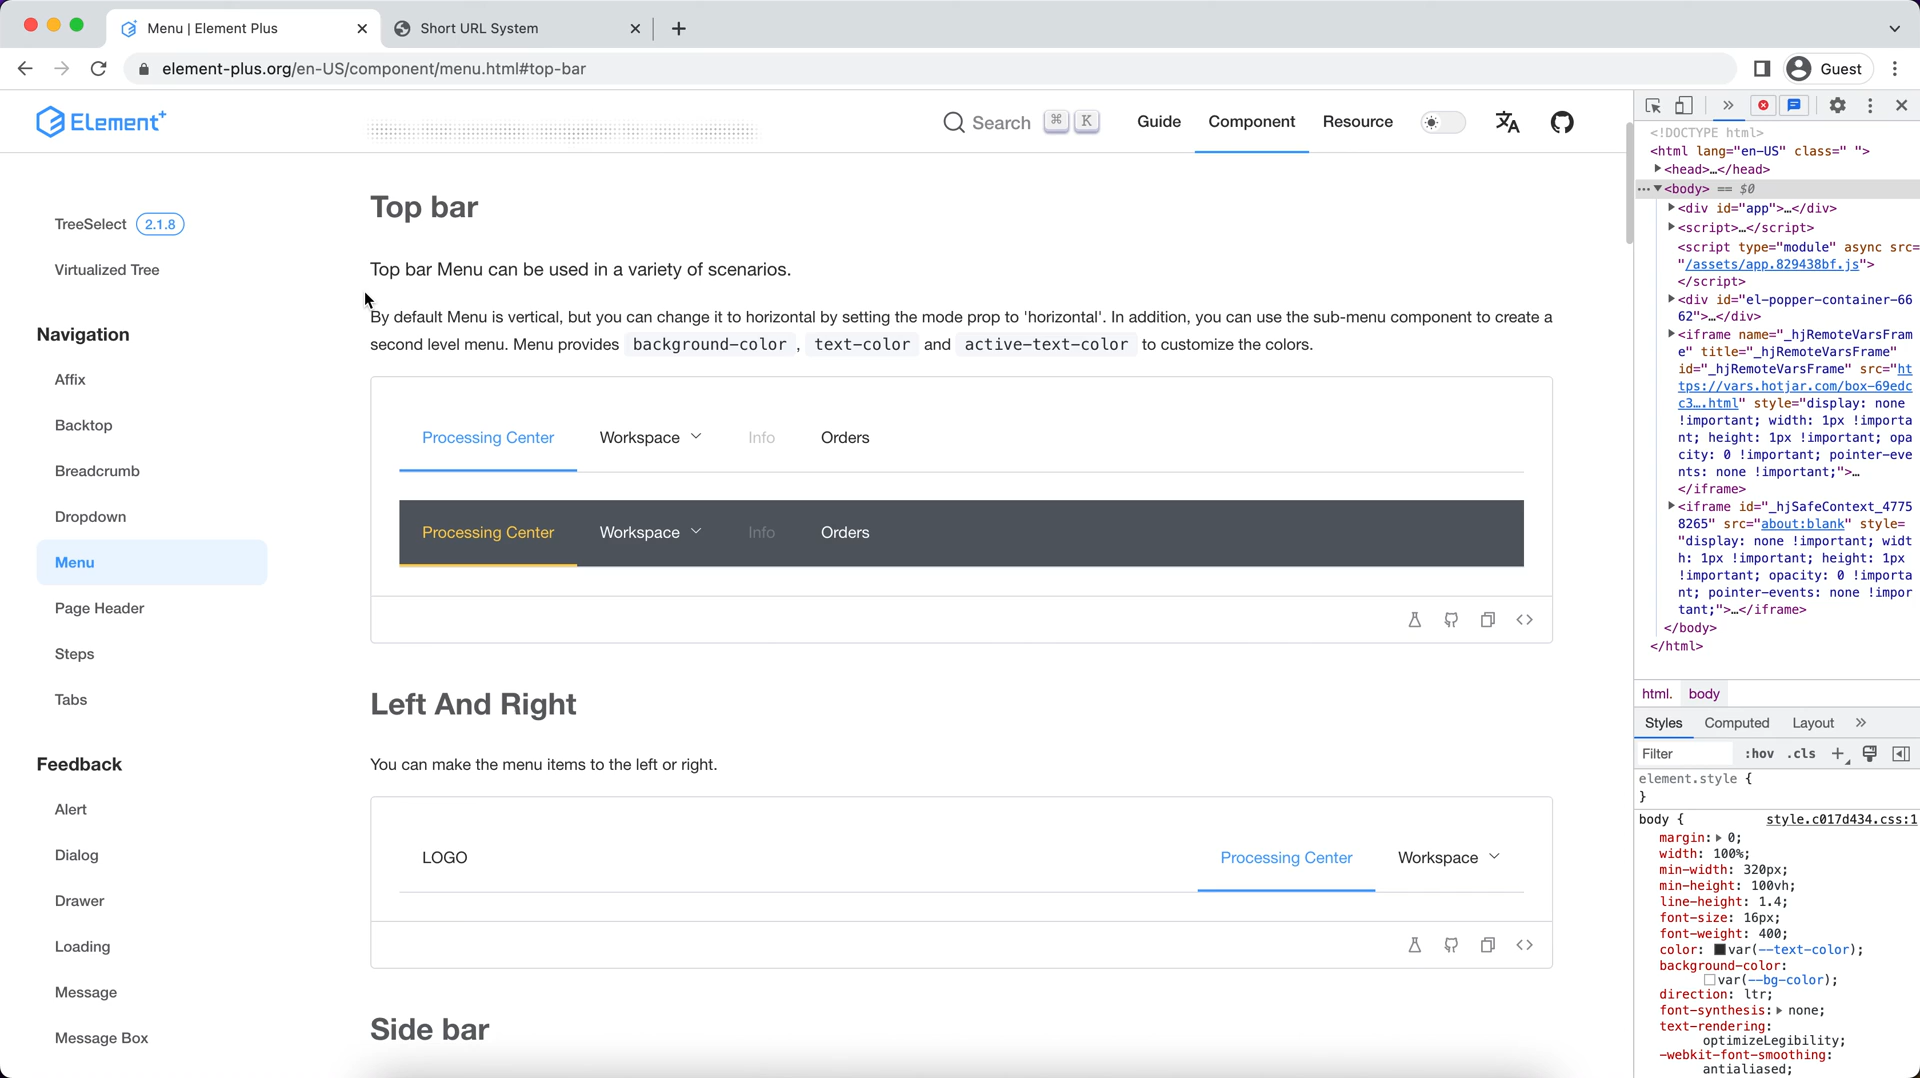 Menu | Element Plus
Short URL System
element-plus.org/en-US/component/menu.html#top-bar
Guest
Element+
Search ⌘ K
Guide
Component
Resource
TreeSelect 2.1.8
Virtualized Tree
Navigation
Affix
Backtop
Breadcrumb
Dropdown
Menu
Page Header
Steps
Tabs
Feedback
Alert
Dialog
Drawer
Loading
Message
Message Box
Top bar
Top bar Menu can be used in a variety of scenarios.
By default Menu is vertical, but you can change it to horizontal by setting the mode prop to 'horizontal'. In addition, you can use the sub-menu component to create a
second level menu. Menu provides background-color , text-color and active-text-color to customize the colors.
Processing Center Workspace Info Orders
Processing Center Workspace Info Orders
Left And Right
You can make the menu items to the left or right.
LOGO Processing Center Workspace
Side bar
<!DOCTYPE html>
<html lang="en-US" class=" ">
<head>…</head>
<body> == $0
<div id="app">…</div>
<script>…</script>
<script type="module" async src=
"/assets/app.829438bf.js">
</script>
<div id="el-popper-container-66
62">…</div>
<iframe name="_hjRemoteVarsFram
e" title="_hjRemoteVarsFrame"
id="_hjRemoteVarsFrame" src="ht
tps://vars.hotjar.com/box-69edc
c3….html" style="display: none
!important; width: 1px !importa
nt; height: 1px !important; opa
city: 0 !important; pointer-eve
nts: none !important;">…
</iframe>
<iframe id="_hjSafeContext_4775
8265" src="about:blank" style=
"display: none !important; widt
h: 1px !important; height: 1px
!important; opacity: 0 !importa
nt; pointer-events: none !impor
tant;">…</iframe>
</body>
</html>
html. body
Styles Computed Layout
Filter :hov .cls
element.style {
}
body { style.c017d434.css:1
margin: 0;
width: 100%;
min-width: 320px;
min-height: 100vh;
line-height: 1.4;
font-size: 16px;
font-weight: 400;
color: var(--text-color);
background-color:
var(--bg-color);
direction: ltr;
font-synthesis: none;
text-rendering:
optimizeLegibility;
-webkit-font-smoothing:
antialiased;